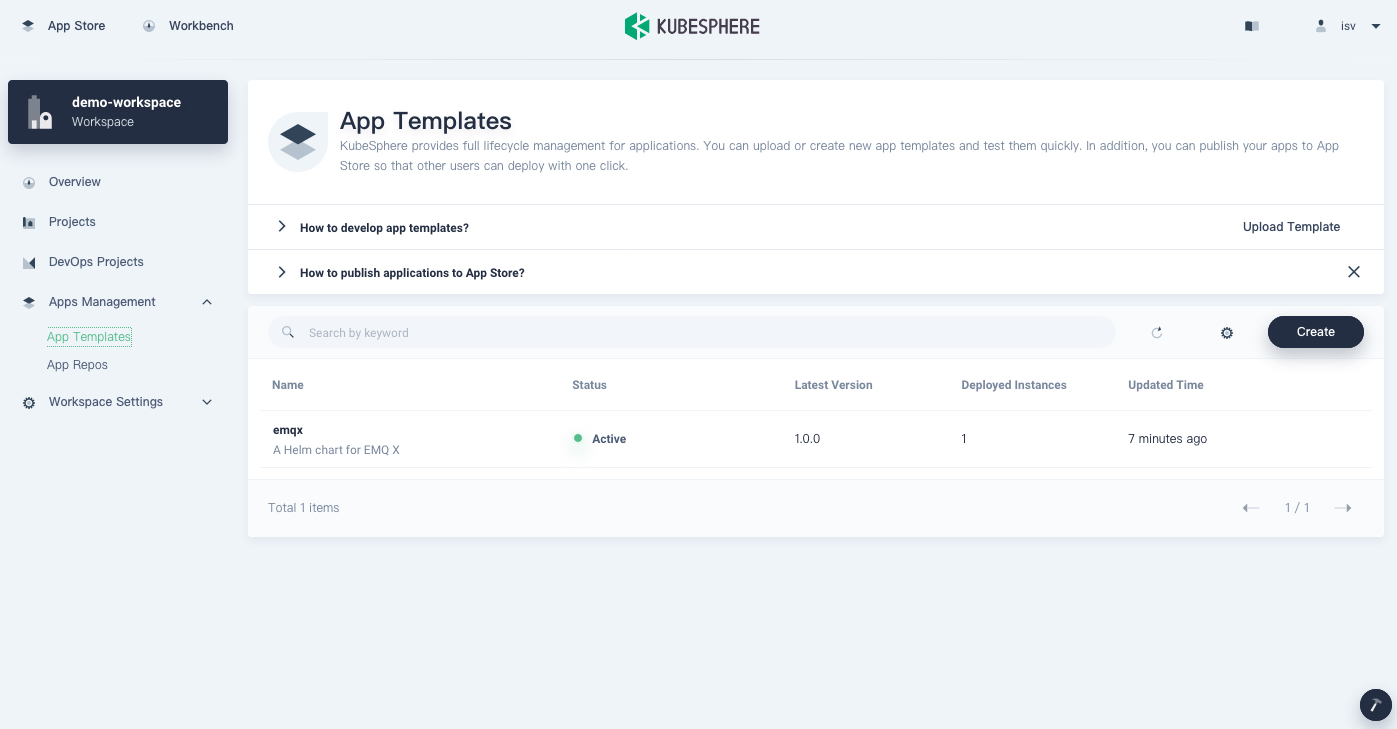 App Store
Workbench
KUBESPHERE
isv
demo-workspace
Workspace
Overview
Projects
DevOps Projects
Apps Management
App Templates
App Repos
Workspace Settings
App Templates
KubeSphere provides full lifecycle management for applications. You can upload or create new app templates and test them quickly. In addition, you can publish your apps to App
Store so that other users can deploy with one click.
How to develop app templates?
Upload Template
How to publish applications to App Store?
Search by keyword
Create
Name Status Latest Version Deployed Instances Updated Time
emqx
A Helm chart for EMQ X
Active 1.0.0 1 7 minutes ago
Total 1 items
1 / 1